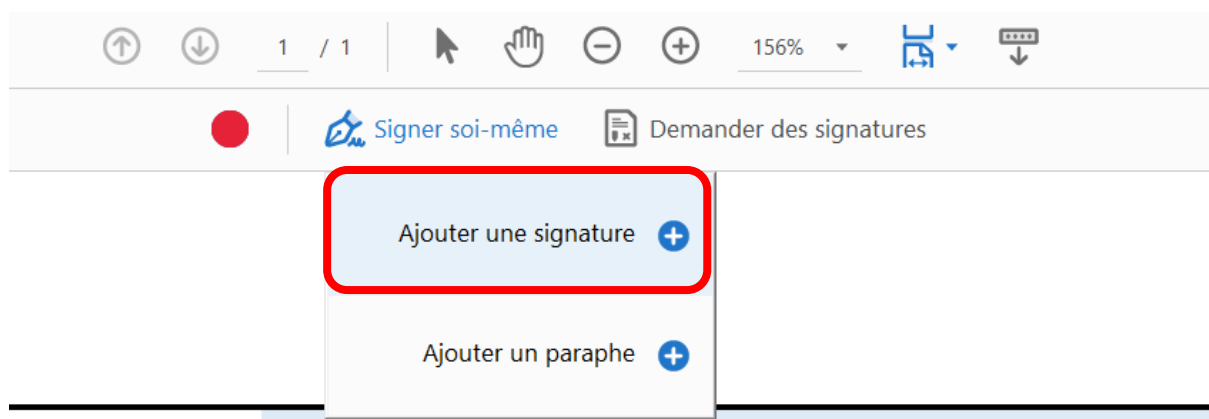 1 / 1 156%
Signer soi-même Demander des signatures
Ajouter une signature
Ajouter un paraphe